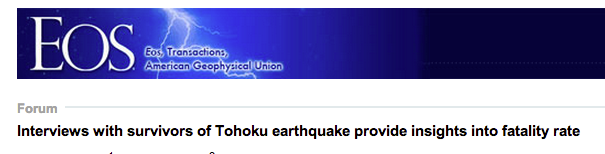 Eos
Eos, Transactions,
American Geophysical Union
Forum
Interviews with survivors of Tohoku earthquake provide insights into fatality rate